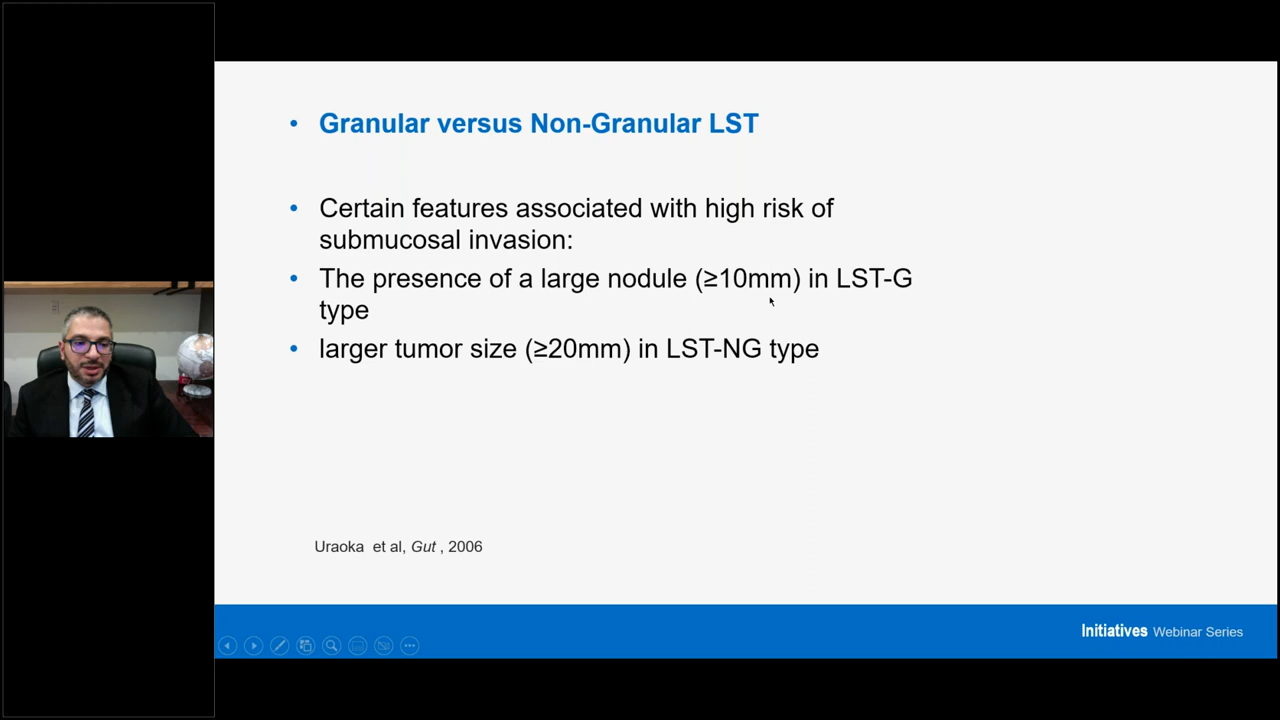 Granular versus Non-Granular LST
Certain features associated with high risk of
submucosal invasion:
The presence of a large nodule (≥10mm) in LST-G
type
larger tumor size (≥20mm) in LST-NG type
Uraoka et al, Gut , 2006
Initiatives Webinar Series